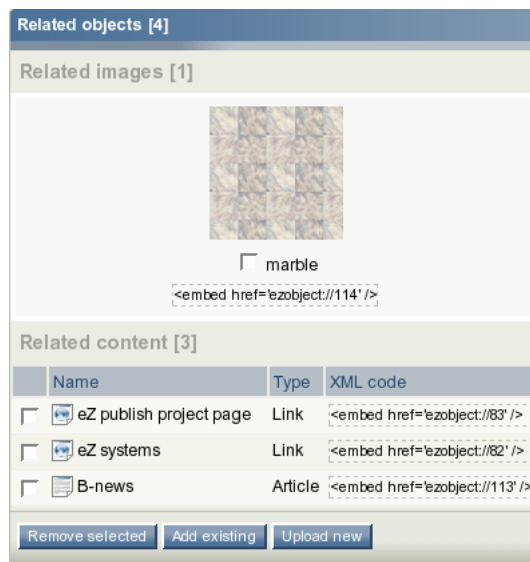 Related objects [4]
Related images [1]
marble
<embed href='ezobject://114' />
Related content [3]
Name Type XML code
eZ publish project page Link <embed href='ezobject://83' />
eZ systems Link <embed href='ezobject://82' />
B-news Article <embed href='ezobject://113' />
Remove selected Add existing Upload new